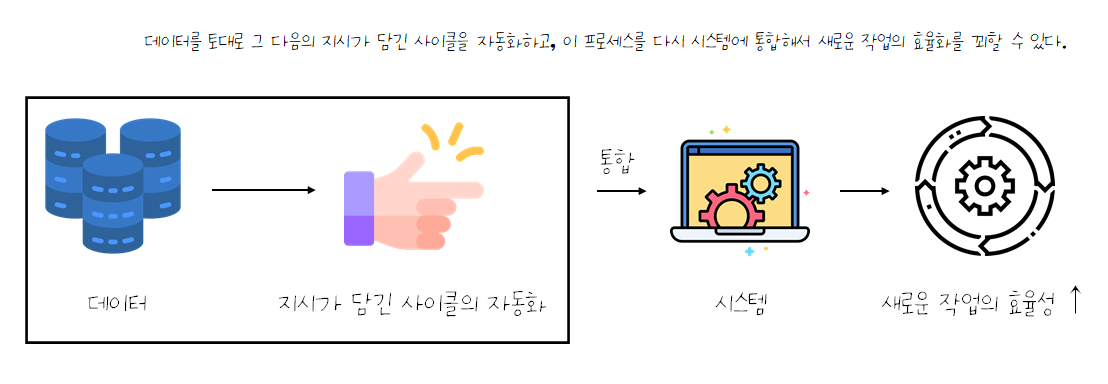 데이터를 토대로 그 다음의 지시가 담긴 사이클을 자동화하고, 이 프로세스를 다시 시스템에 통합해서 새로운 작업의 효율화를 꾀할 수 있다.
통합
데이터
지시가 담긴 사이클의 자동화
시스템
새로운 작업의 효율성 ↑